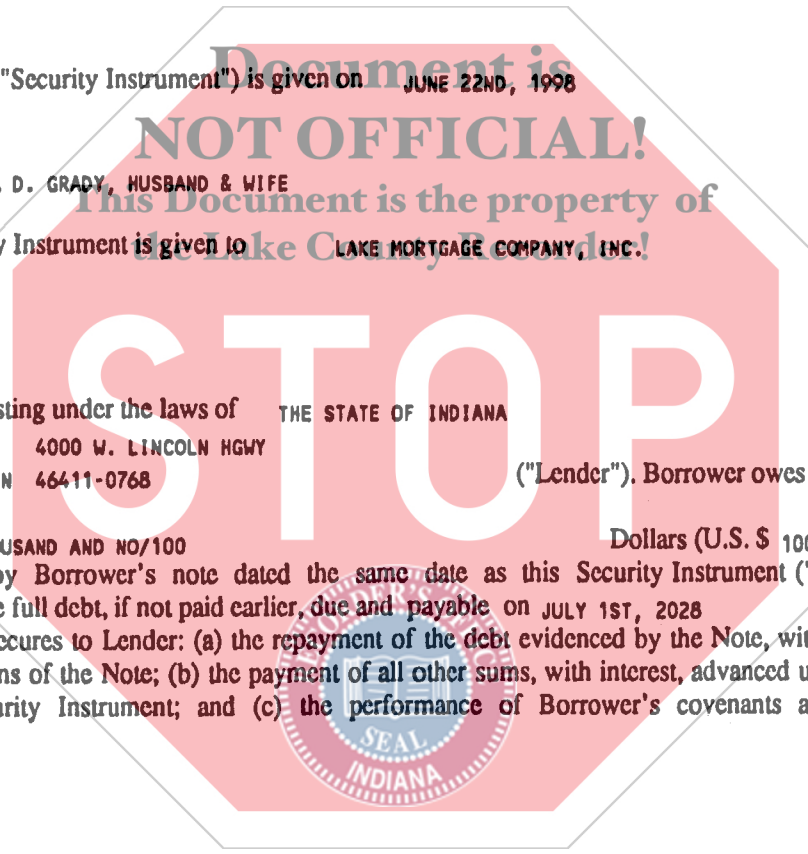 Document is
"Security Instrument") is given on JUNE 22ND, 1998
NOT OFFICIAL!
D. GRADY, HUSBAND & WIFE
This Document is the property of
Instrument is given to LAKE MORTGAGE COMPANY, INC.
the Lake County Recorder!
STOP
sting under the laws of THE STATE OF INDIANA
4000 W. LINCOLN HGWY
N 46411-0768 ("Lender"). Borrower owes
USAND AND NO/100 Dollars (U.S. $ 100
by Borrower's note dated the same date as this Security Instrument ("
e full debt, if not paid earlier, due and payable on JULY 1ST, 2028
ecures to Lender: (a) the repayment of the debt evidenced by the Note, wit
ns of the Note; (b) the payment of all other sums, with interest, advanced u
urity Instrument; and (c) the performance of Borrower's covenants a
SEAL
INDIANA